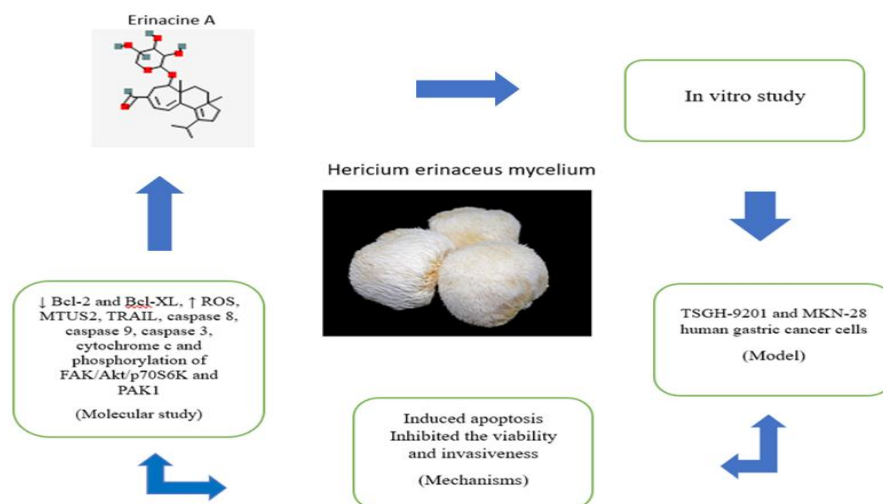 Erinacine A
In vitro study
Hericium erinaceus mycelium
↓ Bcl-2 and Bcl-XL, ↑ ROS,
MTUS2, TRAIL, caspase 8,
caspase 9, caspase 3,
cytochrome c and
phosphorylation of
FAK/Akt/p70S6K and
PAK1
(Molecular study)
TSGH-9201 and MKN-28
human gastric cancer cells
(Model)
Induced apoptosis
Inhibited the viability
and invasiveness
(Mechanisms)